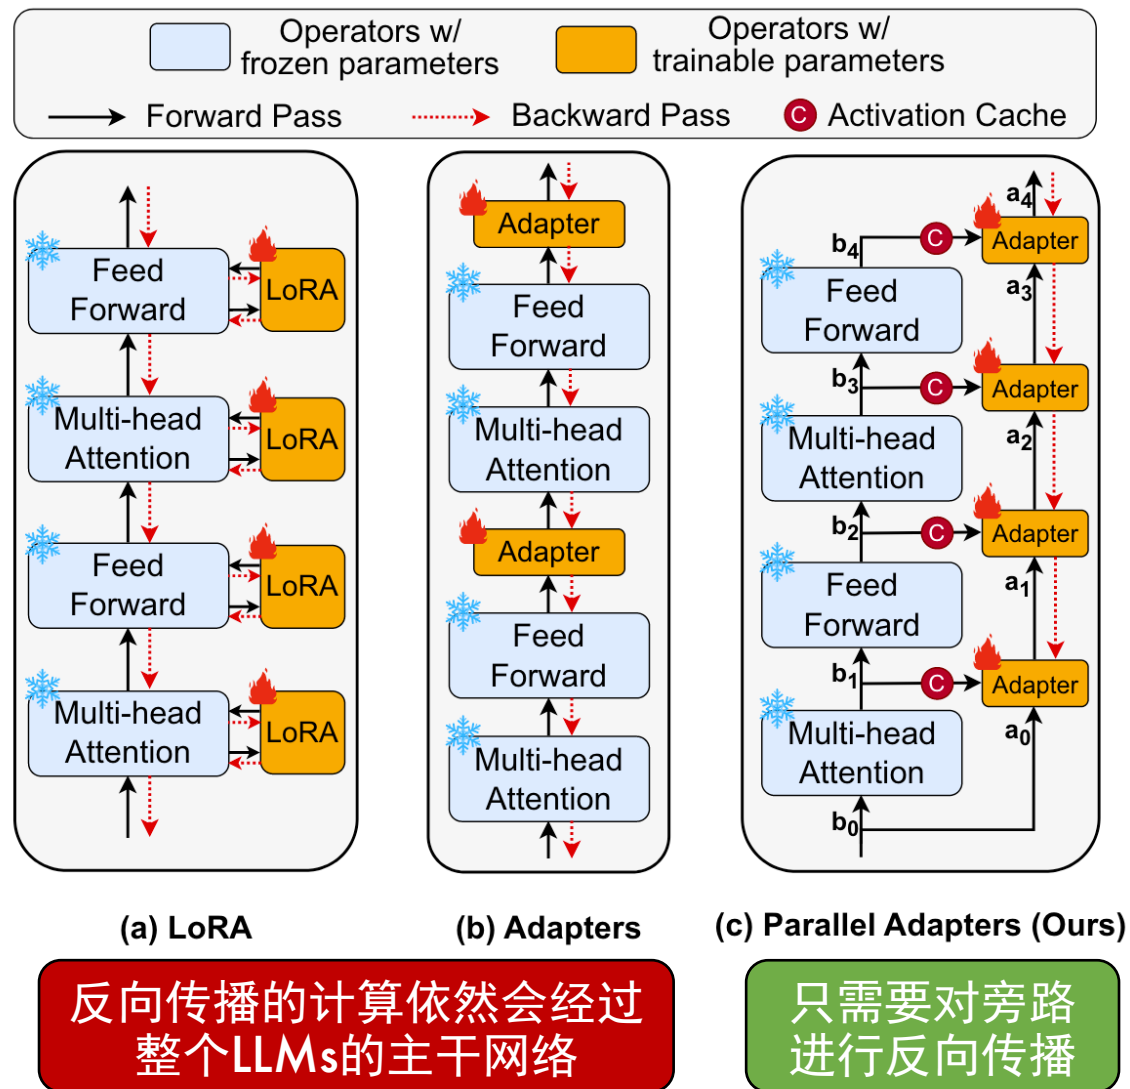 Operators w/
frozen parameters
Operators w/
trainable parameters
Forward Pass
Backward Pass
C Activation Cache
Feed
Forward
LoRA
Multi-head
Attention
LoRA
Feed
Forward
LoRA
Multi-head
Attention
LoRA
(a) LoRA
Adapter
Feed
Forward
Multi-head
Attention
Adapter
Feed
Forward
Multi-head
Attention
(b) Adapters
a4
b4
C
Adapter
Feed
Forward
a3
b3
C
Adapter
Multi-head
Attention
a2
b2
C
Adapter
Feed
Forward
a1
b1
C
Adapter
Multi-head
Attention
a0
b0
(c) Parallel Adapters (Ours)
反向传播的计算依然会经过
整个LLMs的主干网络
只需要对旁路
进行反向传播